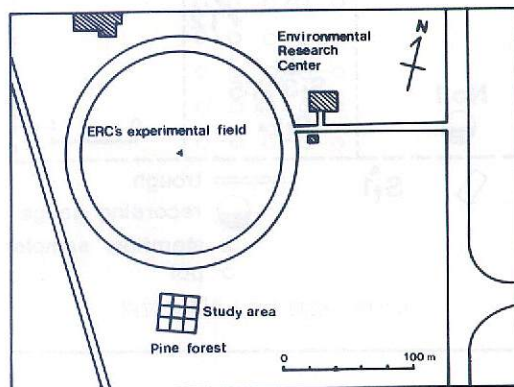 Environmental
Research
Center
N
ERC's experimental field
Study area
Pine forest
0 100 m